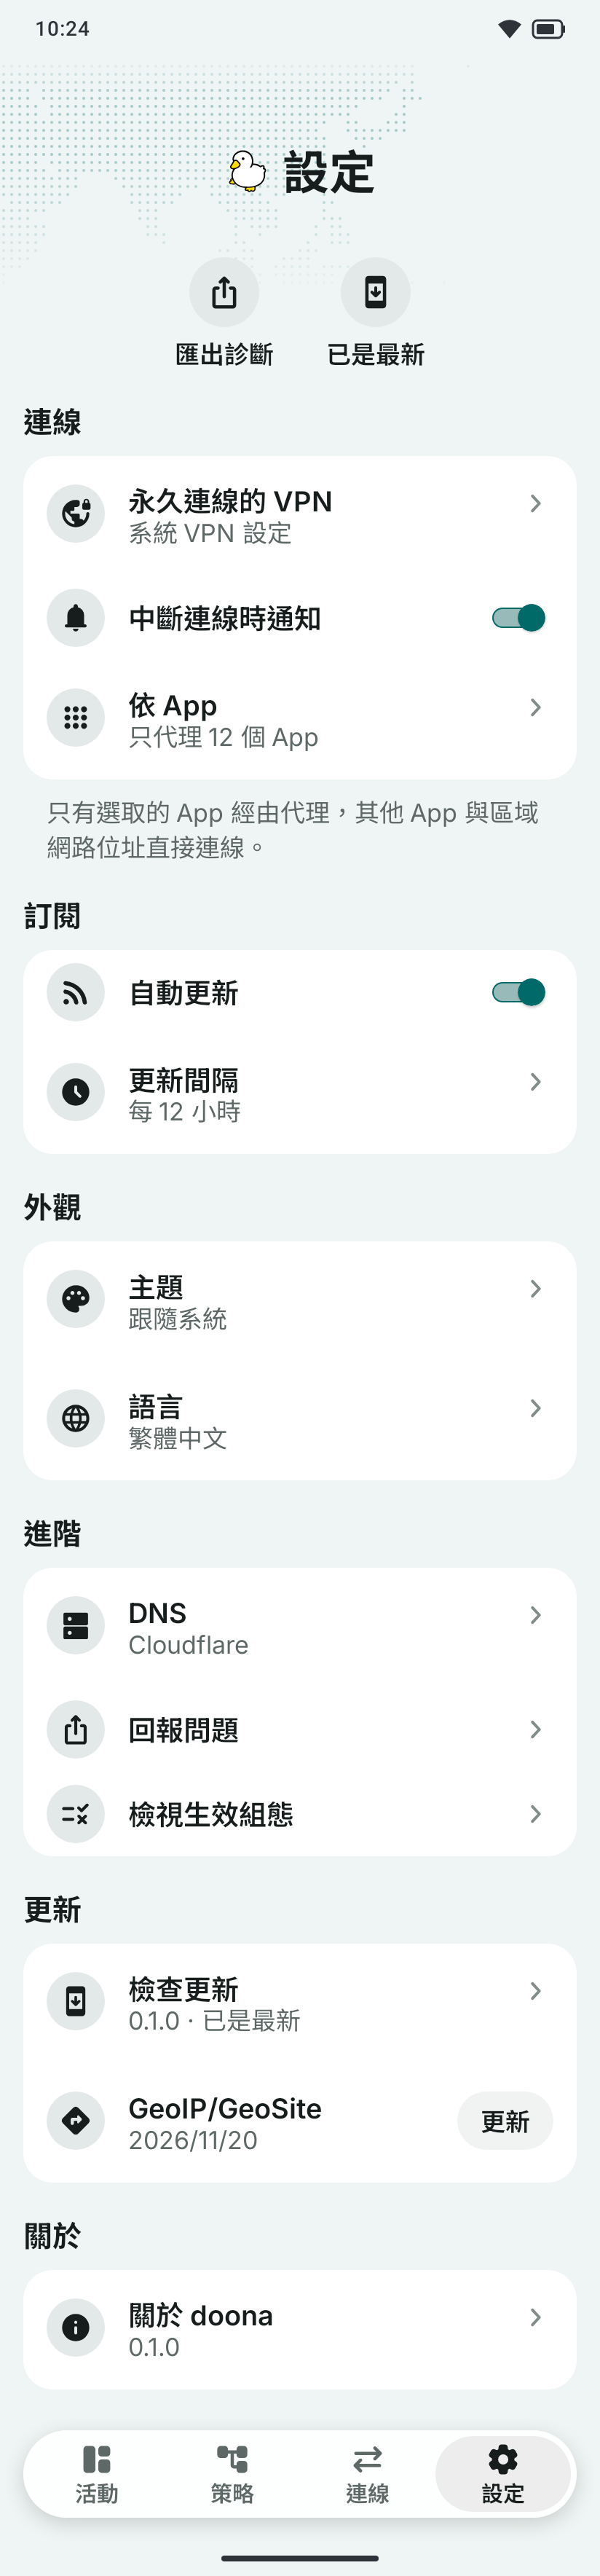 10:24
設定
匯出診斷
已是最新
連線
永久連線的 VPN
系統 VPN 設定
中斷連線時通知
依 App
只代理 12 個 App
只有選取的 App 經由代理，其他 App 與區域
網路位址直接連線。
訂閱
自動更新
更新間隔
每 12 小時
外觀
主題
跟隨系統
語言
繁體中文
進階
DNS
Cloudflare
回報問題
檢視生效組態
更新
檢查更新
0.1.0 · 已是最新
GeoIP/GeoSite
2026/11/20
更新
關於
關於 doona
0.1.0
活動
策略
連線
設定